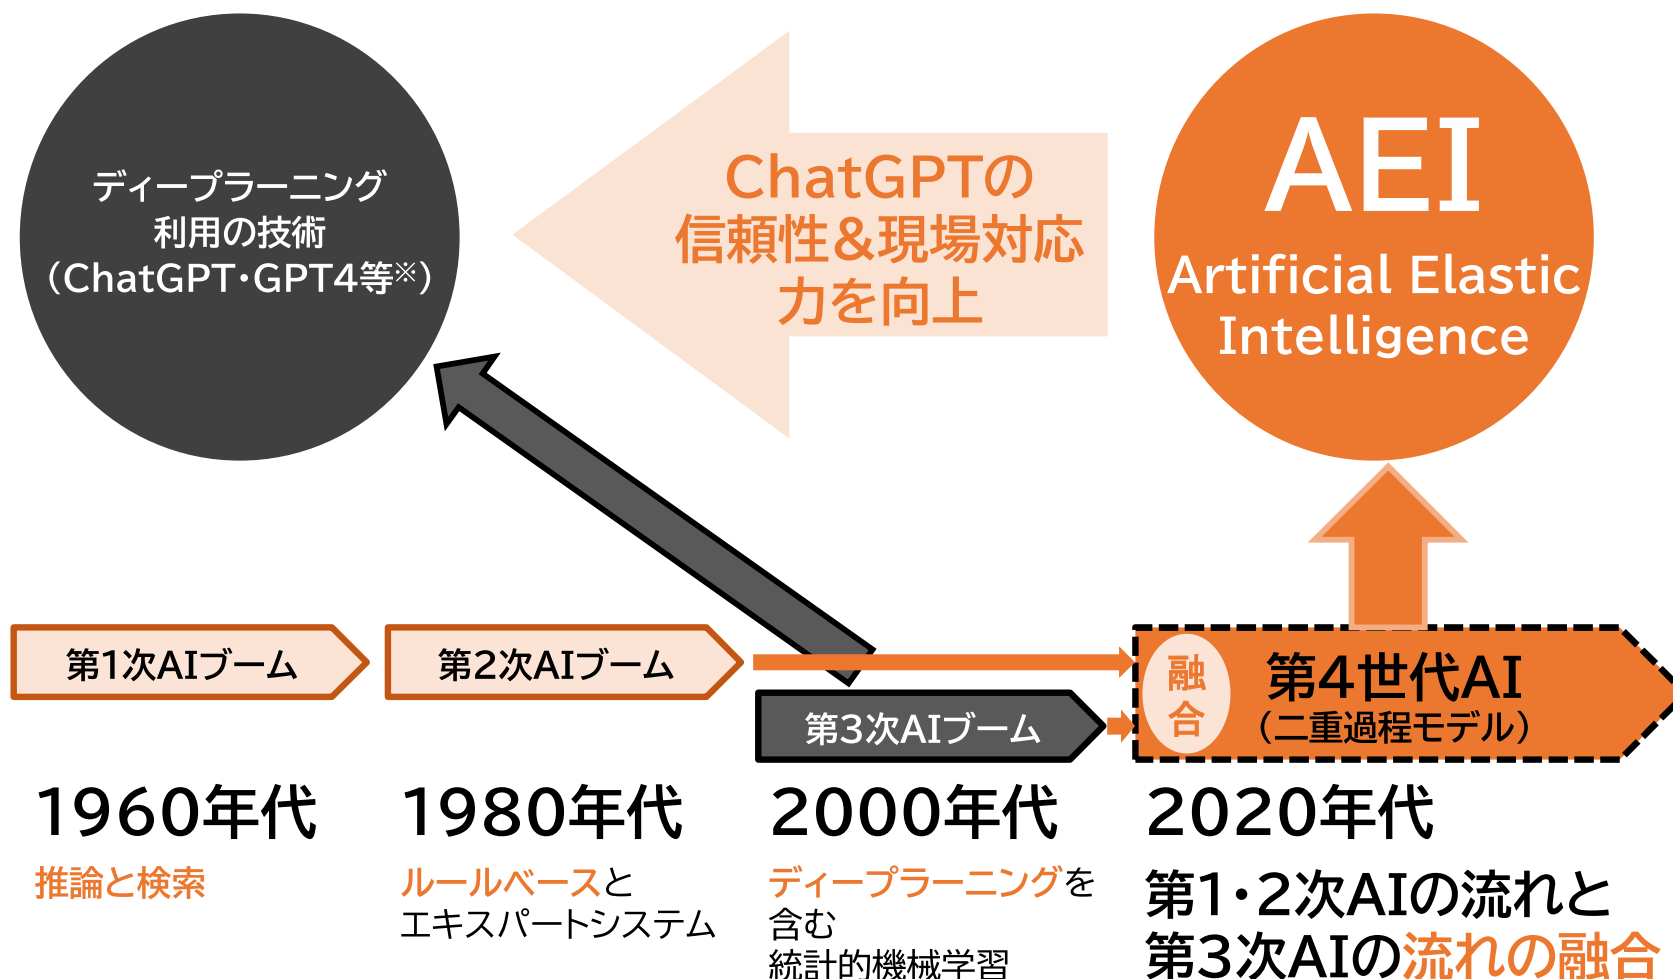 ディープラーニング
利用の技術
（ChatGPT・GPT4等※）
ChatGPTの
信頼性＆現場対応
力を向上
AEI
Artificial Elastic
Intelligence
第1次AIブーム
第2次AIブーム
第3次AIブーム
融
合
第4世代AI
（二重過程モデル）
1960年代
推論と検索
1980年代
ルールベースと
エキスパートシステム
2000年代
ディープラーニングを
含む
統計的機械学習
2020年代
第1・2次AIの流れと
第3次AIの流れの融合